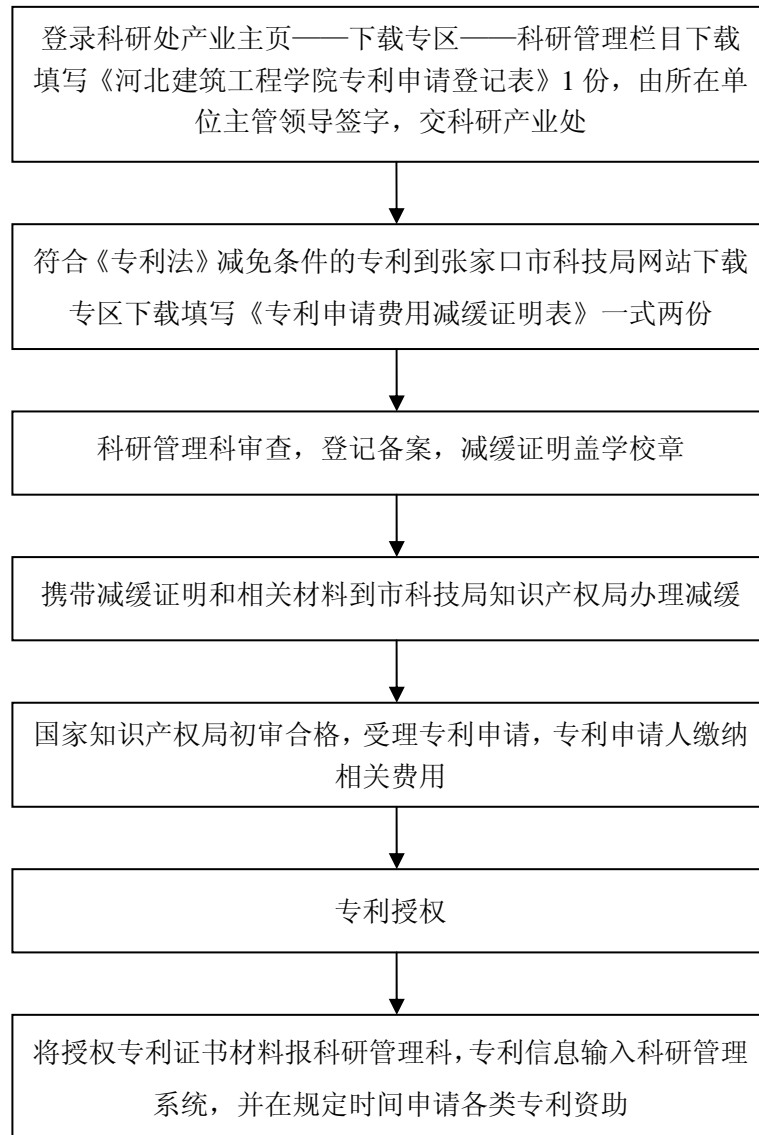 登录科研处产业主页——下载专区——科研管理栏目下载
填写《河北建筑工程学院专利申请登记表》1 份，由所在单
位主管领导签字，交科研产业处
符合《专利法》减免条件的专利到张家口市科技局网站下载
专区下载填写《专利申请费用减缓证明表》一式两份
科研管理科审查，登记备案，减缓证明盖学校章
携带减缓证明和相关材料到市科技局知识产权局办理减缓
国家知识产权局初审合格，受理专利申请，专利申请人缴纳
相关费用
专利授权
将授权专利证书材料报科研管理科，专利信息输入科研管理
系统，并在规定时间申请各类专利资助